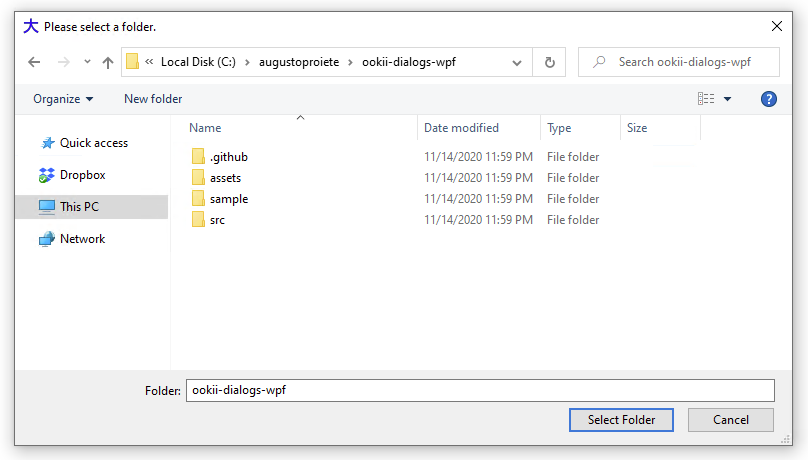 大 Please select a folder.
« Local Disk (C:) › augustoproiete › ookii-dialogs-wpf Search ookii-dialogs-wpf
Organize New folder ?
Name Date modified Type Size
Quick access
.github 11/14/2020 11:59 PM File folder
Dropbox
assets 11/14/2020 11:59 PM File folder
This PC
sample 11/14/2020 11:59 PM File folder
Network
src 11/14/2020 11:59 PM File folder
Folder: ookii-dialogs-wpf
Select Folder Cancel